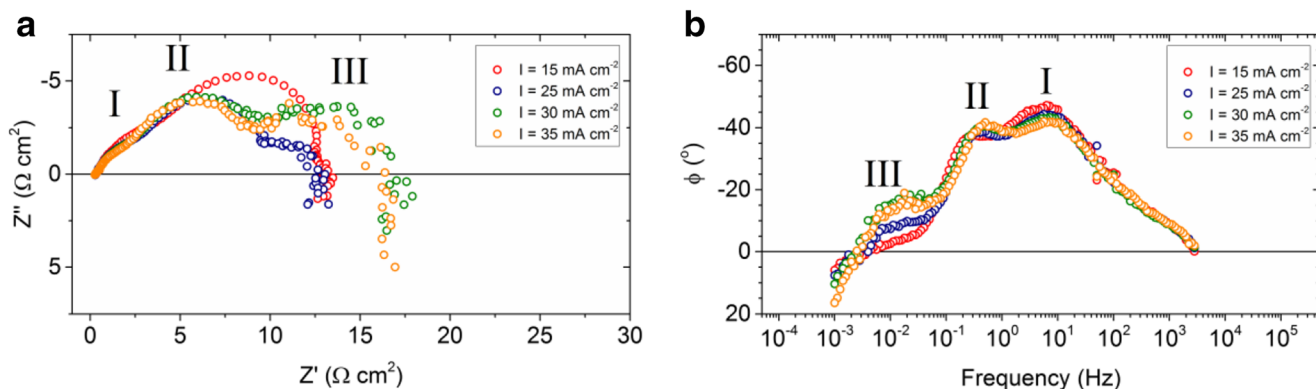 a
-5
0
5
Z'' (Ω cm²)
I
II
III
I = 15 mA cm⁻²
I = 25 mA cm⁻²
I = 30 mA cm⁻²
I = 35 mA cm⁻²
0 5 10 15 20 25 30
Z' (Ω cm²)
b
-60
-40
-20
0
20
ϕ (°)
III
II
I
I = 15 mA cm⁻²
I = 25 mA cm⁻²
I = 30 mA cm⁻²
I = 35 mA cm⁻²
10⁻⁴ 10⁻³ 10⁻² 10⁻¹ 10⁰ 10¹ 10² 10³ 10⁴ 10⁵
Frequency (Hz)